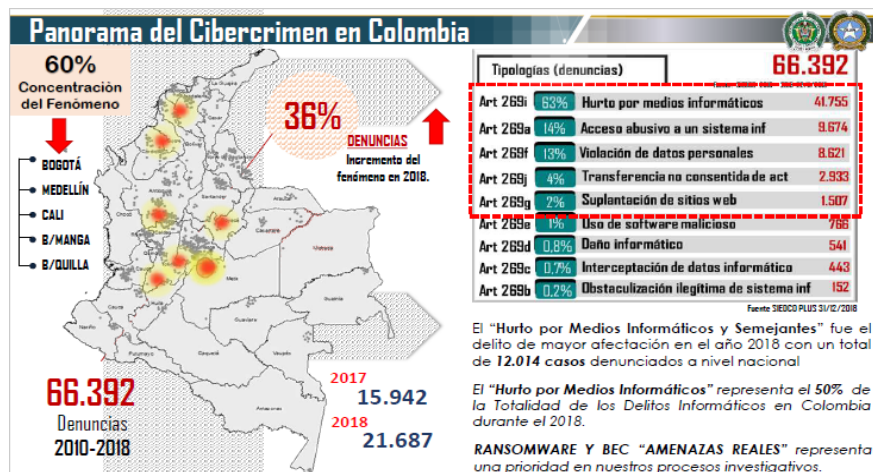 Panorama del Cibercrimen en Colombia
60%
Concentración
del Fenómeno
BOGOTÁ
MEDELLÍN
CALI
B/MANGA
B/QUILLA
36%
DENUNCIAS
Incremento del
fenómeno en 2018.
66.392
Denuncias
2010-2018
2017
15.942
2018
21.687
Tipologías (denuncias) 66.392
Art 269i 63% Hurto por medios informáticos 41.755
Art 269a 14% Acceso abusivo a un sistema inf 9.674
Art 269f 13% Violación de datos personales 8.621
Art 269j 4% Transferencia no consentida de act 2.933
Art 269g 2% Suplantación de sitios web 1.507
Art 269e 1% Uso de software malicioso 766
Art 269d 0,8% Daño informático 541
Art 269c 0,7% Interceptación de datos informático 443
Art 269b 0,2% Obstaculización ilegítima de sistema inf 152
Fuente SIEDCO PLUS 31/12/2018
El “Hurto por Medios Informáticos y Semejantes” fue el
delito de mayor afectación en el año 2018 con un total
de 12.014 casos denunciados a nivel nacional
El “Hurto por Medios Informáticos” representa el 50% de
la Totalidad de los Delitos Informáticos en Colombia
durante el 2018.
RANSOMWARE Y BEC “AMENAZAS REALES” representa
una prioridad en nuestros procesos investigativos.